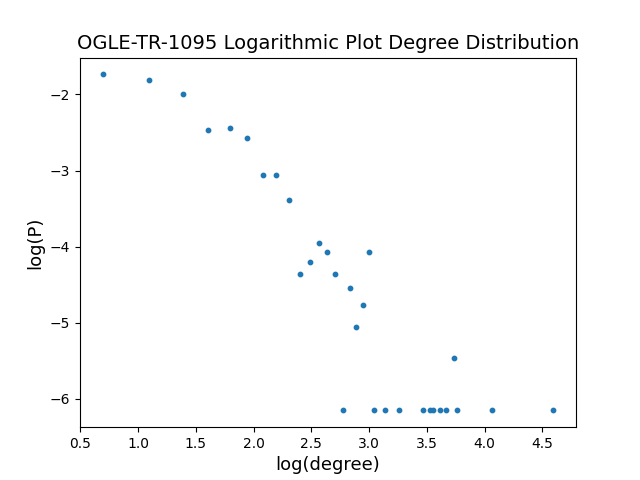 OGLE-TR-1095 Logarithmic Plot Degree Distribution
−2
−3
−4
−5
−6
log(P)
0.5 1.0 1.5 2.0 2.5 3.0 3.5 4.0 4.5
log(degree)